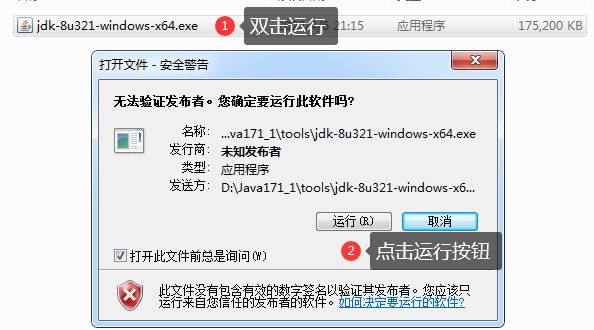 jdk-8u321-windows-x64.exe 1 双击运行 5 21:15 应用程序 175,200 KB
打开文件 - 安全警告
无法验证发布者。您确定要运行此软件吗?
名称: ...va171_1\tools\jdk-8u321-windows-x64.exe
发行商: 未知发布者
类型: 应用程序
发送方: D:\Java171_1\tools\jdk-8u321-windows-x6...
运行(R) 取消
打开此文件前总是询问(W) 2 点击运行按钮
此文件没有包含有效的数字签名以验证其发布者。您应该只
运行来自您信任的发布者的软件。如何决定要运行的软件?